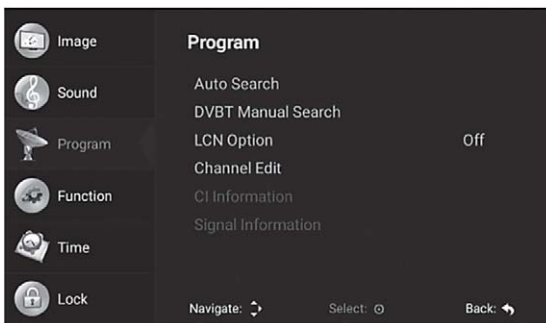 Image
Sound
Program
Function
Time
Lock
Program
Auto Search
DVBT Manual Search
LCN Option Off
Channel Edit
CI Information
Signal Information
Navigate: Select: Back: